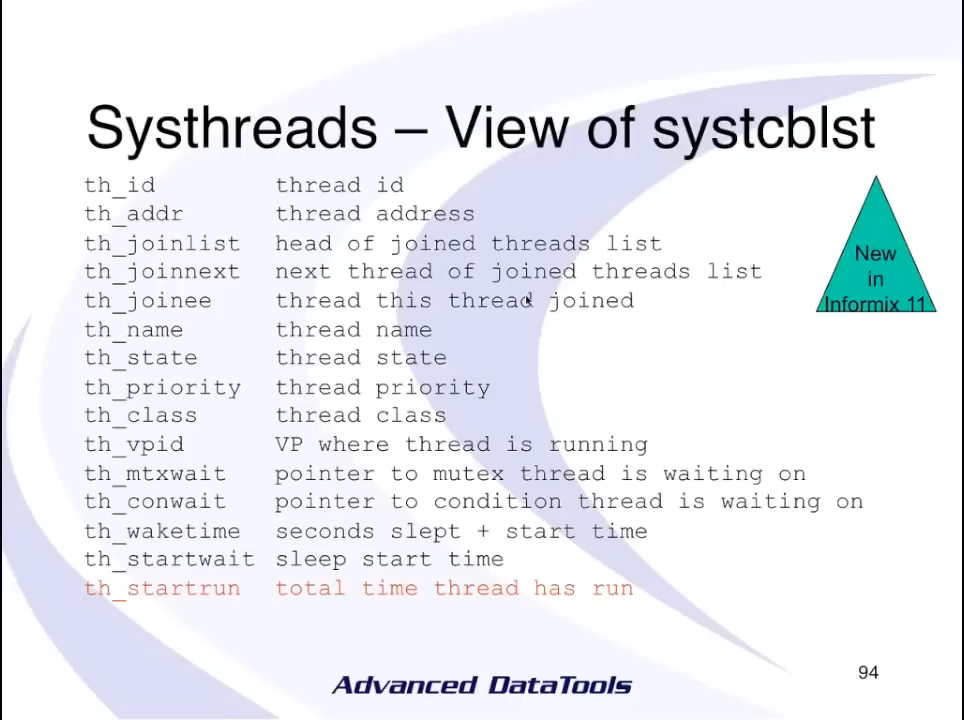 Systhreads – View of systcblst
th_id thread id
th_addr thread address
th_joinlist head of joined threads list
th_joinnext next thread of joined threads list
th_joinee thread this thread joined
th_name thread name
th_state thread state
th_priority thread priority
th_class thread class
th_vpid VP where thread is running
th_mtxwait pointer to mutex thread is waiting on
th_conwait pointer to condition thread is waiting on
th_waketime seconds slept + start time
th_startwait sleep start time
th_startrun total time thread has run
New
in
Informix 11
Advanced DataTools
94